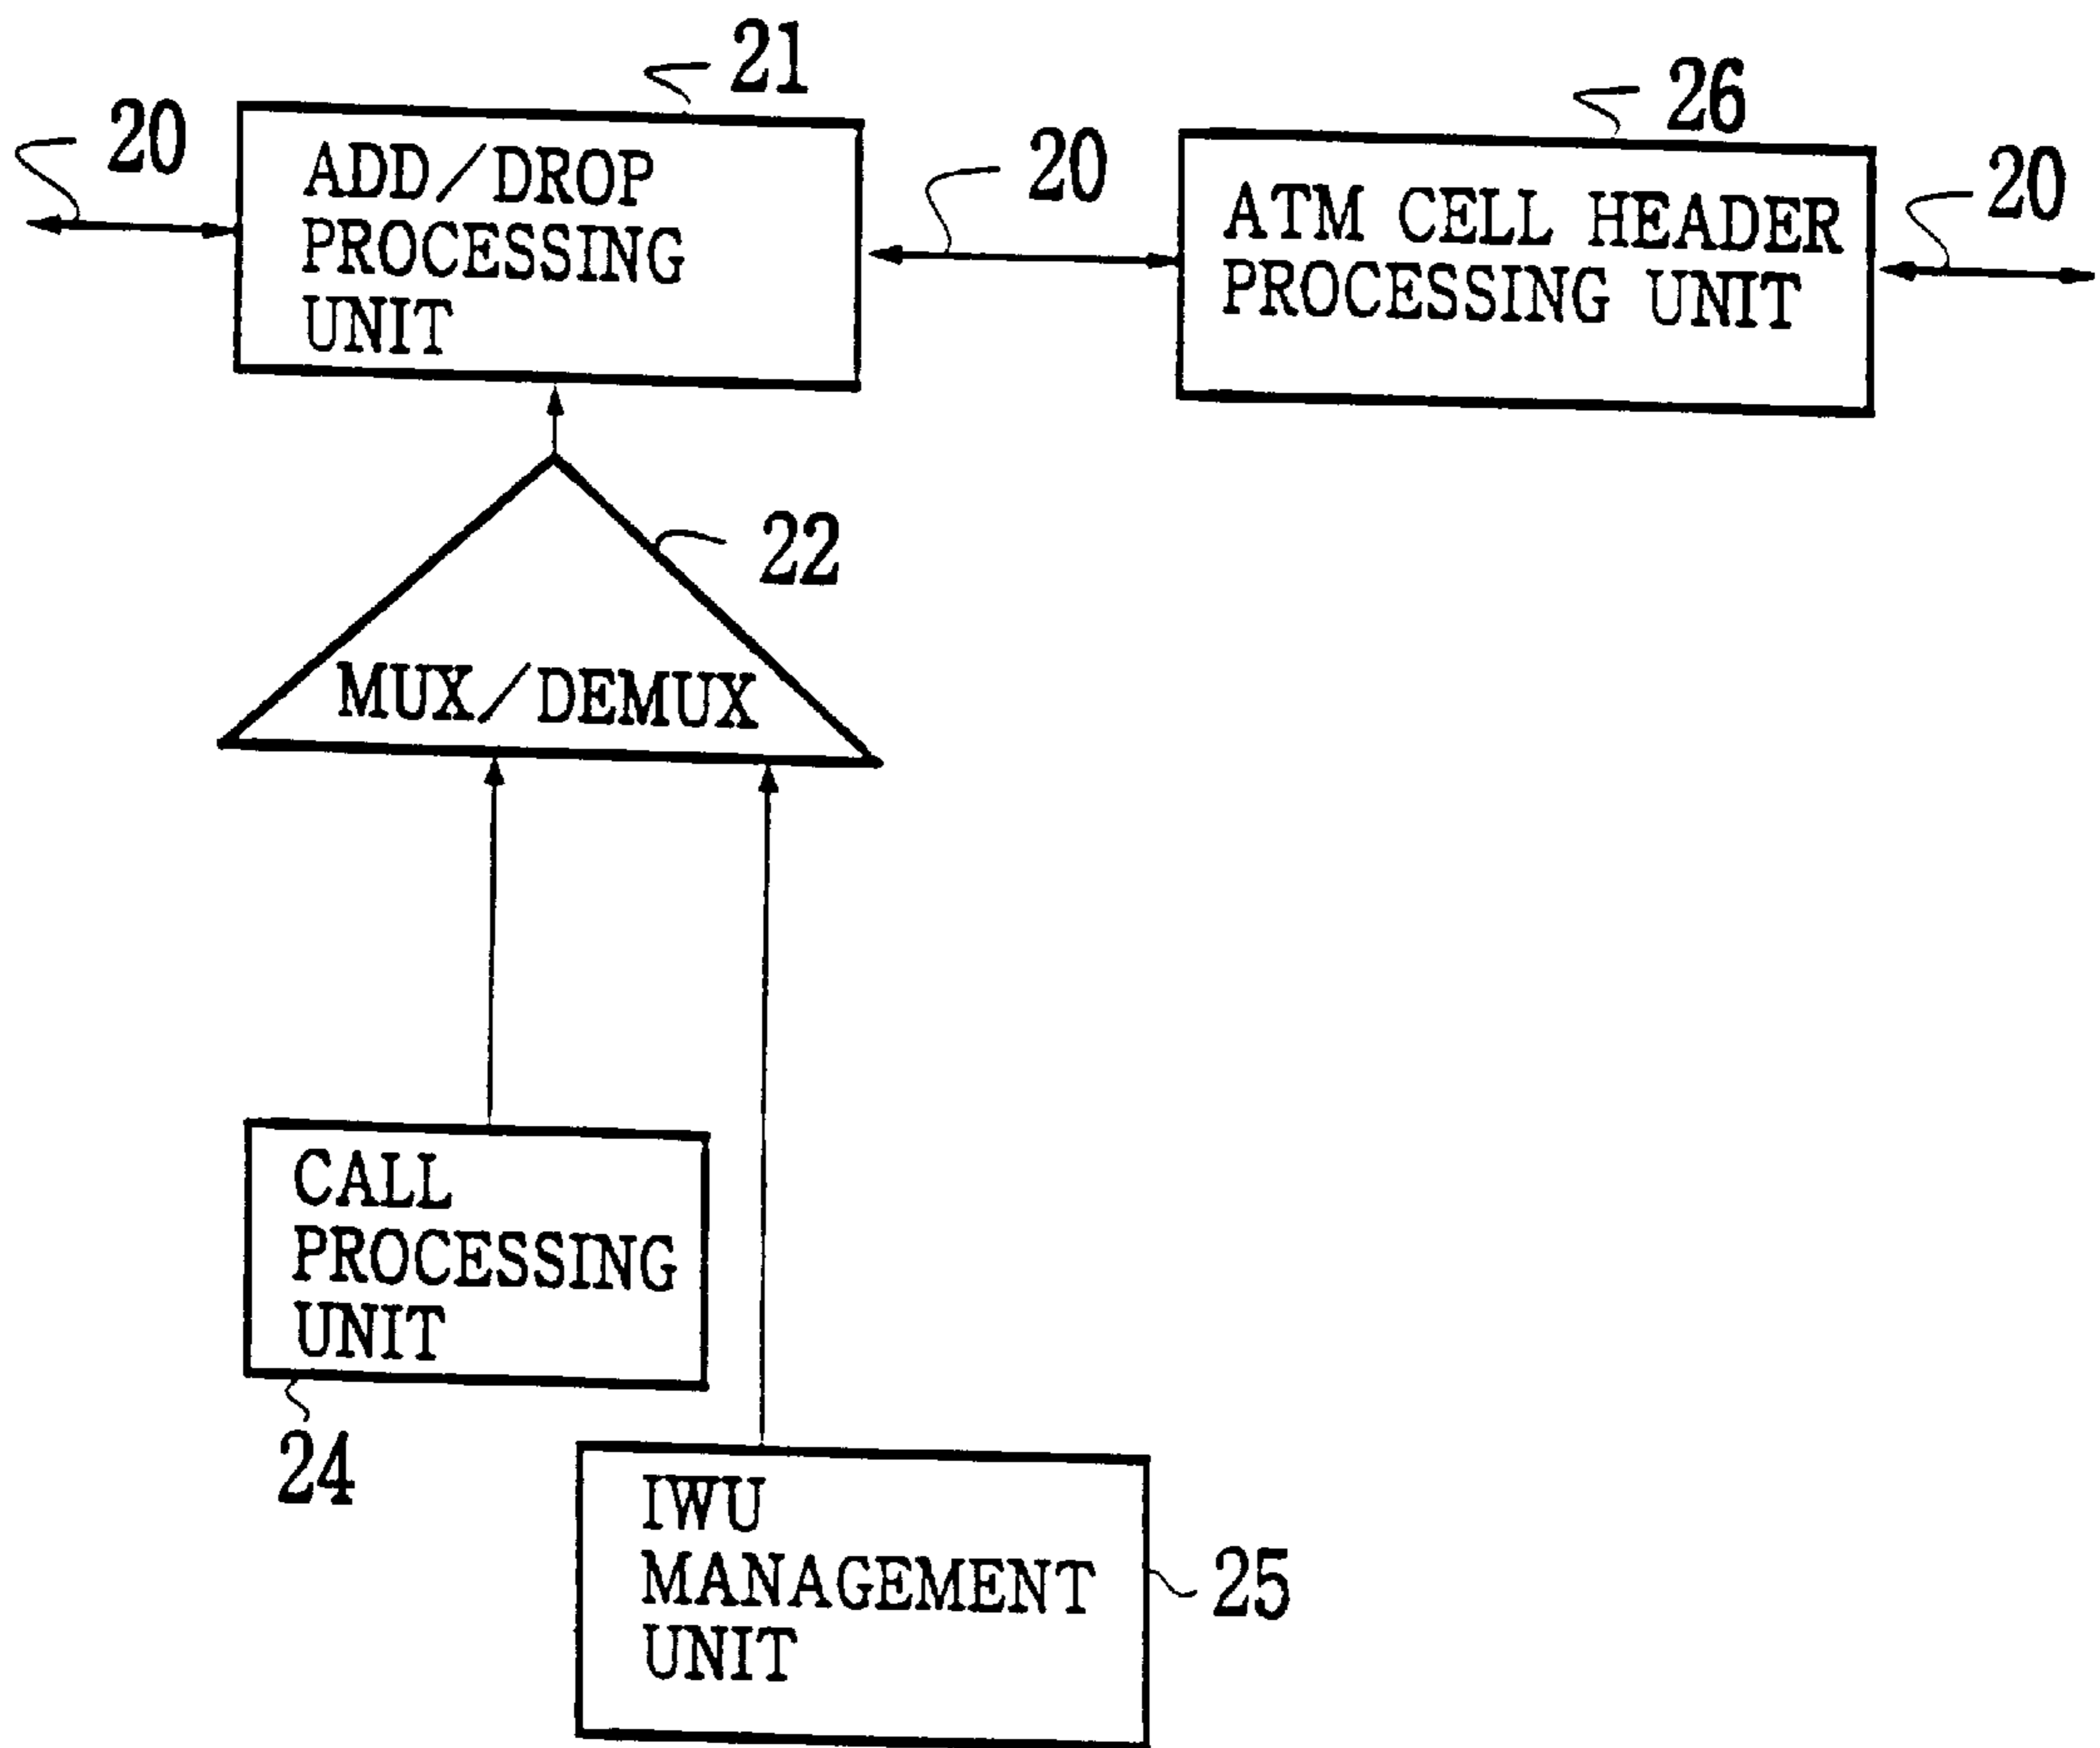 21
26
20
20
20
ADD/DROP
PROCESSING
UNIT
ATM CELL HEADER
PROCESSING UNIT
22
MUX/DEMUX
CALL
PROCESSING
UNIT
24
IWU
MANAGEMENT
UNIT
25